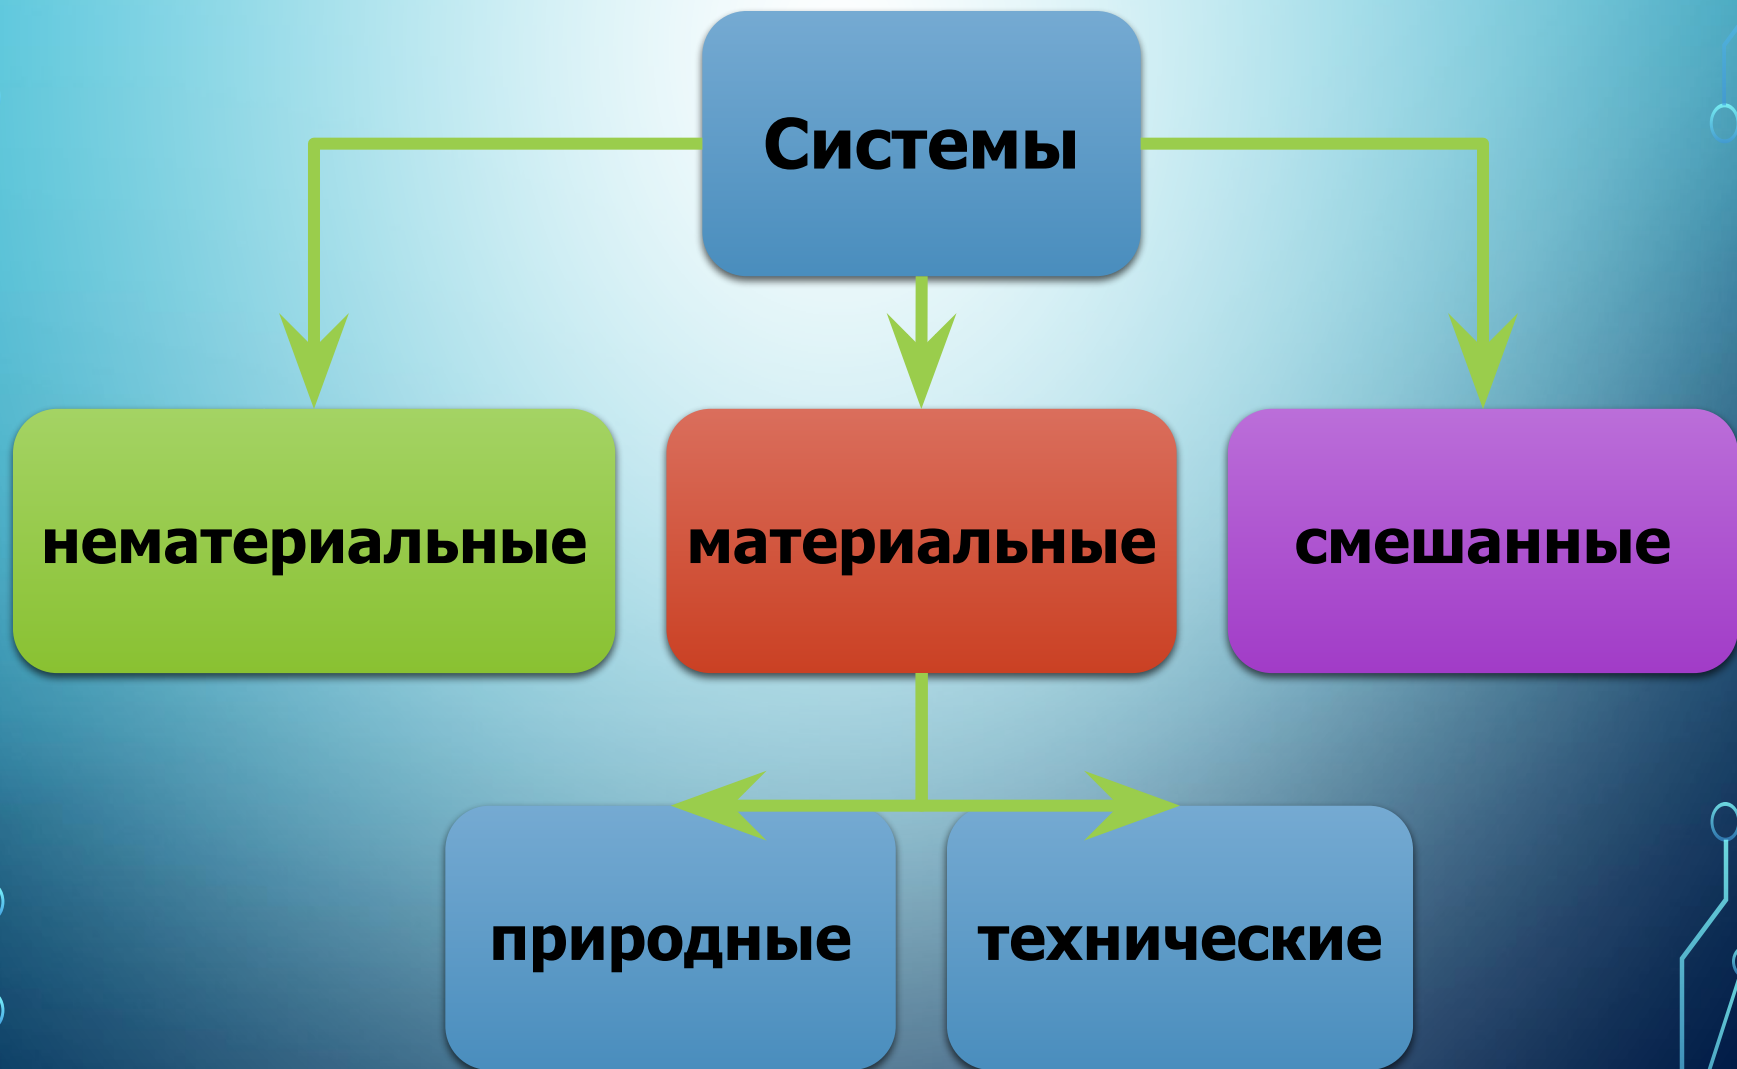 Системы
нематериальные
материальные
смешанные
природные
технические